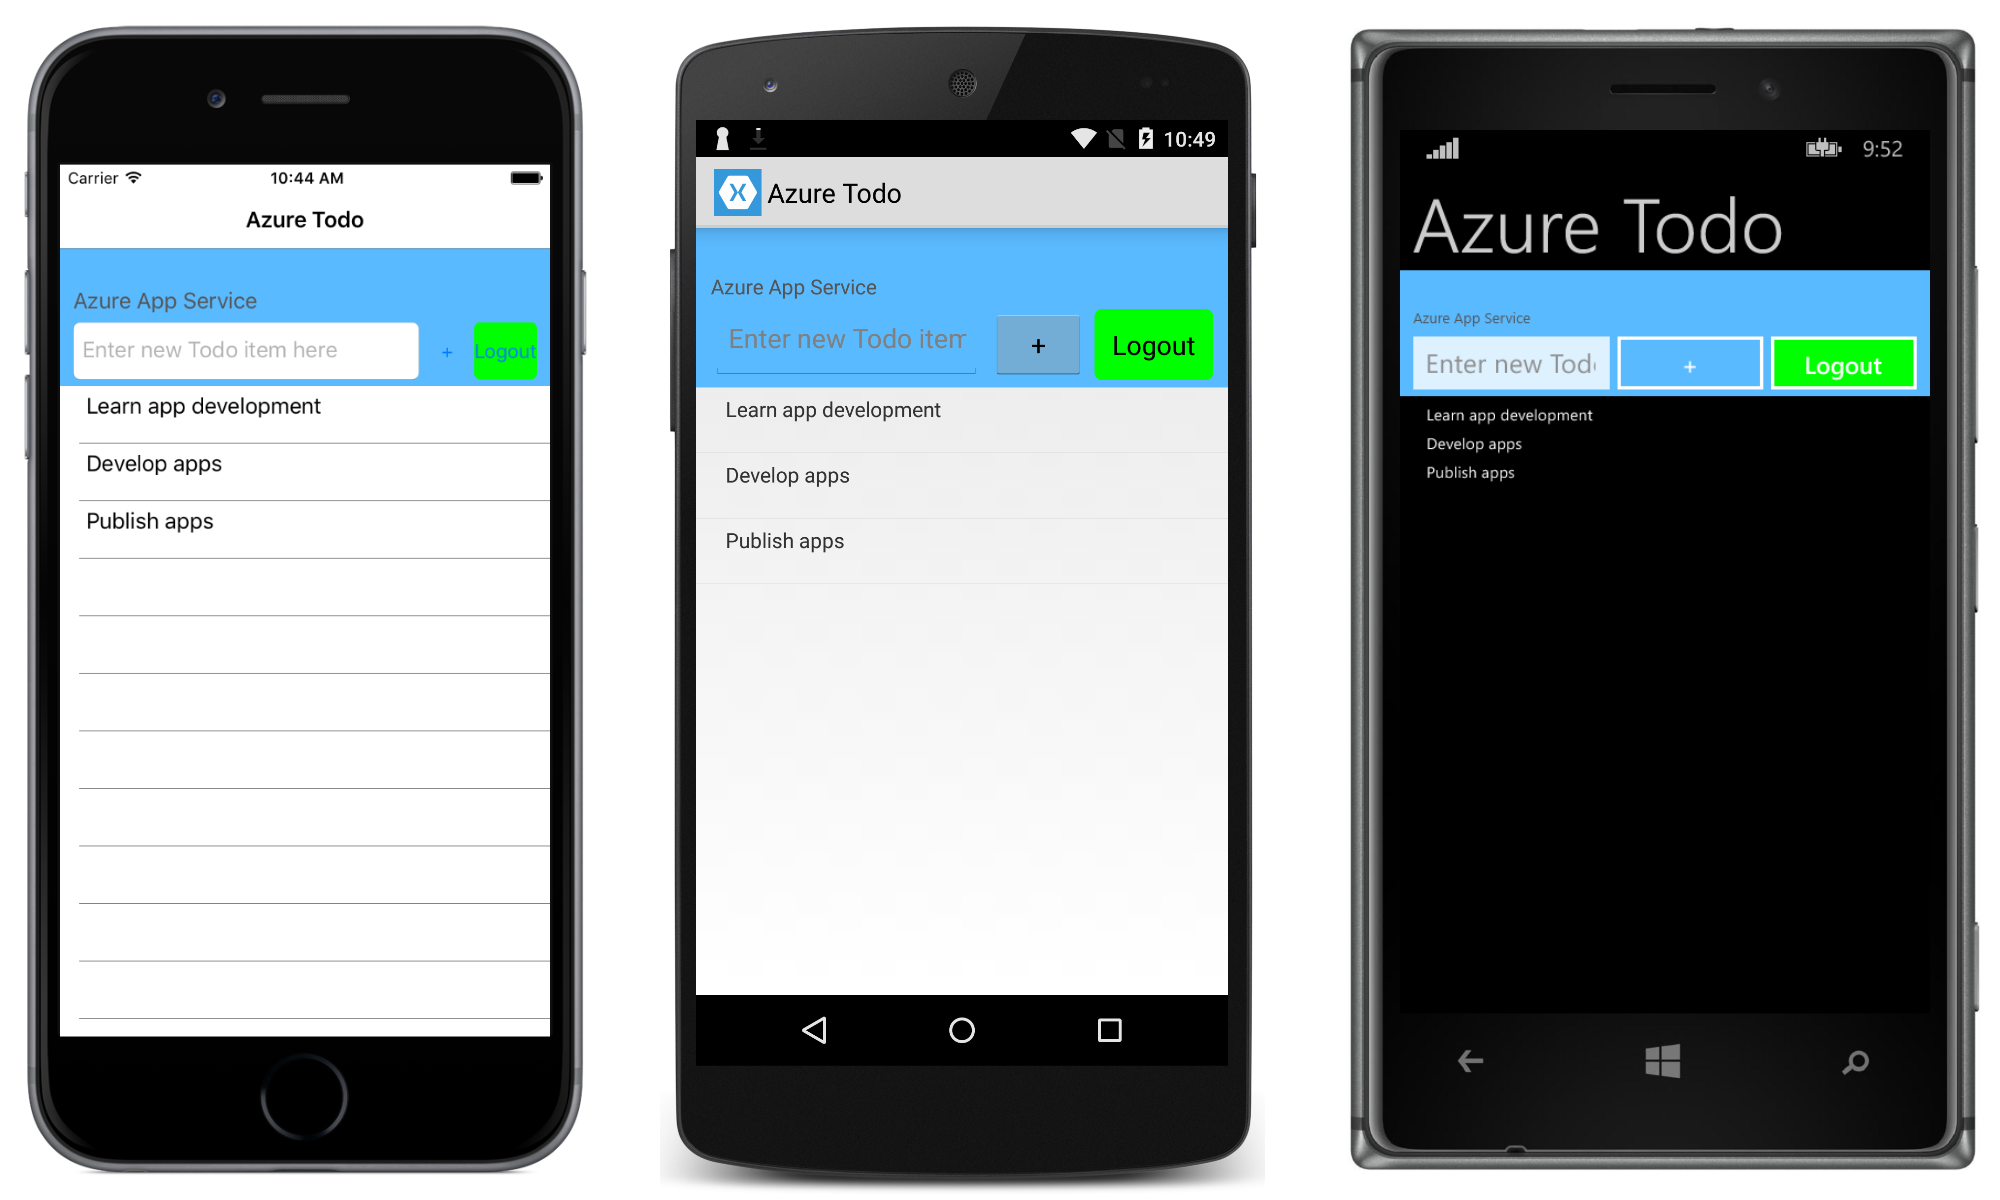 Carrier 10:44 AM
Azure Todo
Azure App Service
Enter new Todo item here + Logout
Learn app development
Develop apps
Publish apps
10:49
X Azure Todo
Azure App Service
Enter new Todo item + Logout
Learn app development
Develop apps
Publish apps
9:52
Azure Todo
Azure App Service
Enter new Tod + Logout
Learn app development
Develop apps
Publish apps